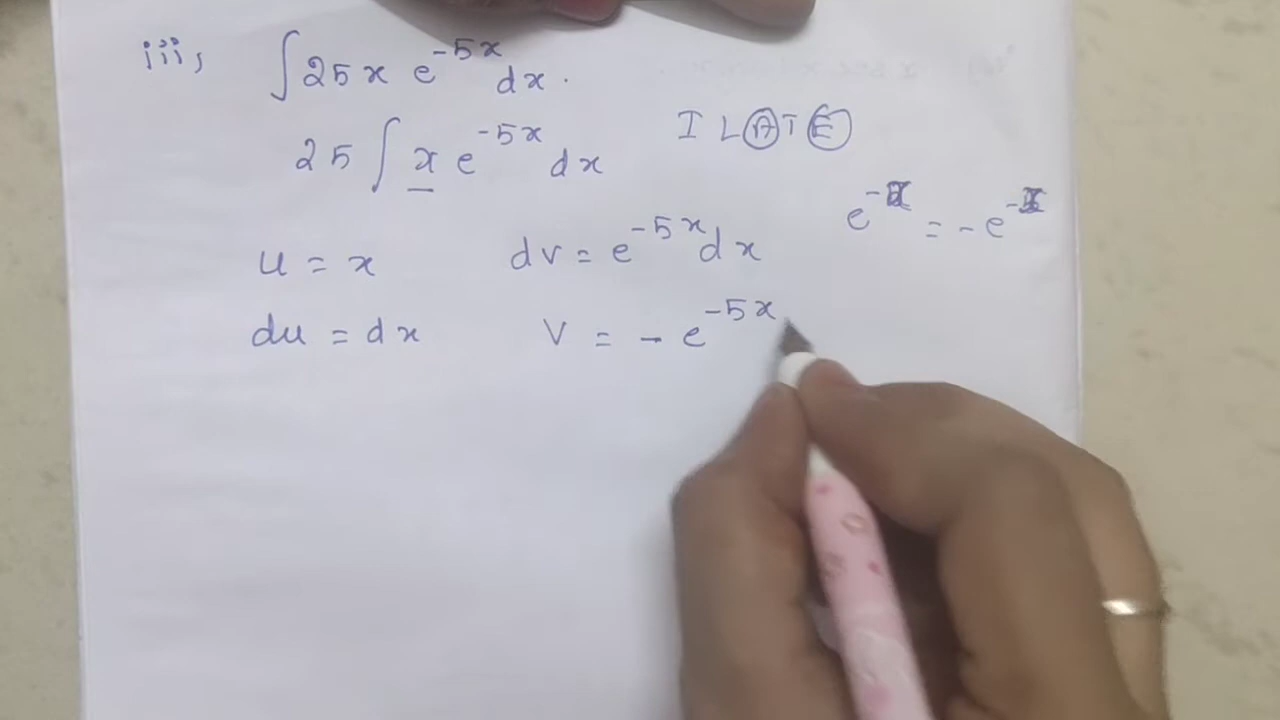 iii, ∫ 25x e^{-5x} dx.
25 ∫ x e^{-5x} dx
I L A T E
e^{-x} = -e^{-x}
u = x dv = e^{-5x} dx
du = dx v = - e^{-5x}